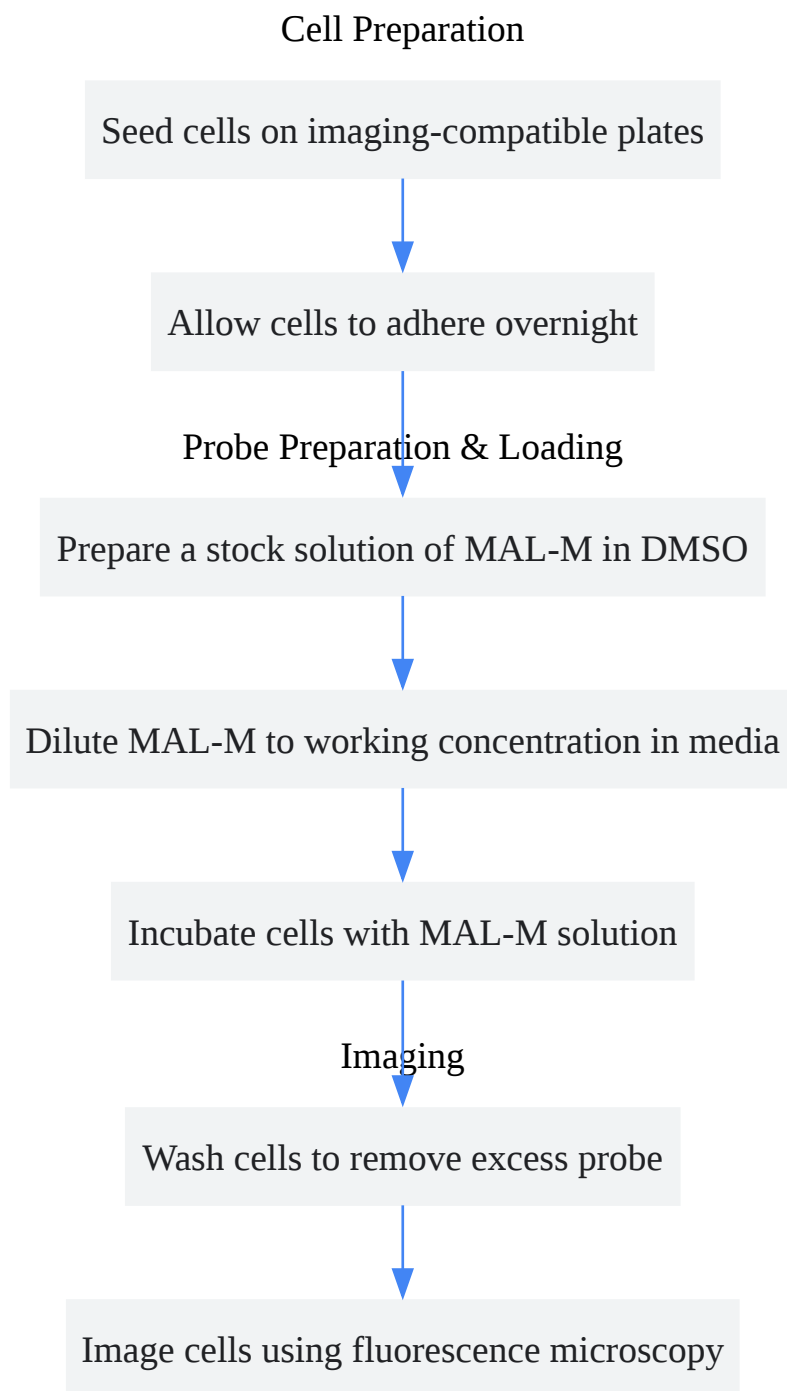 Cell Preparation
Seed cells on imaging-compatible plates
Allow cells to adhere overnight
Probe Preparation & Loading
Prepare a stock solution of MAL-M in DMSO
Dilute MAL-M to working concentration in media
Incubate cells with MAL-M solution
Imaging
Wash cells to remove excess probe
Image cells using fluorescence microscopy